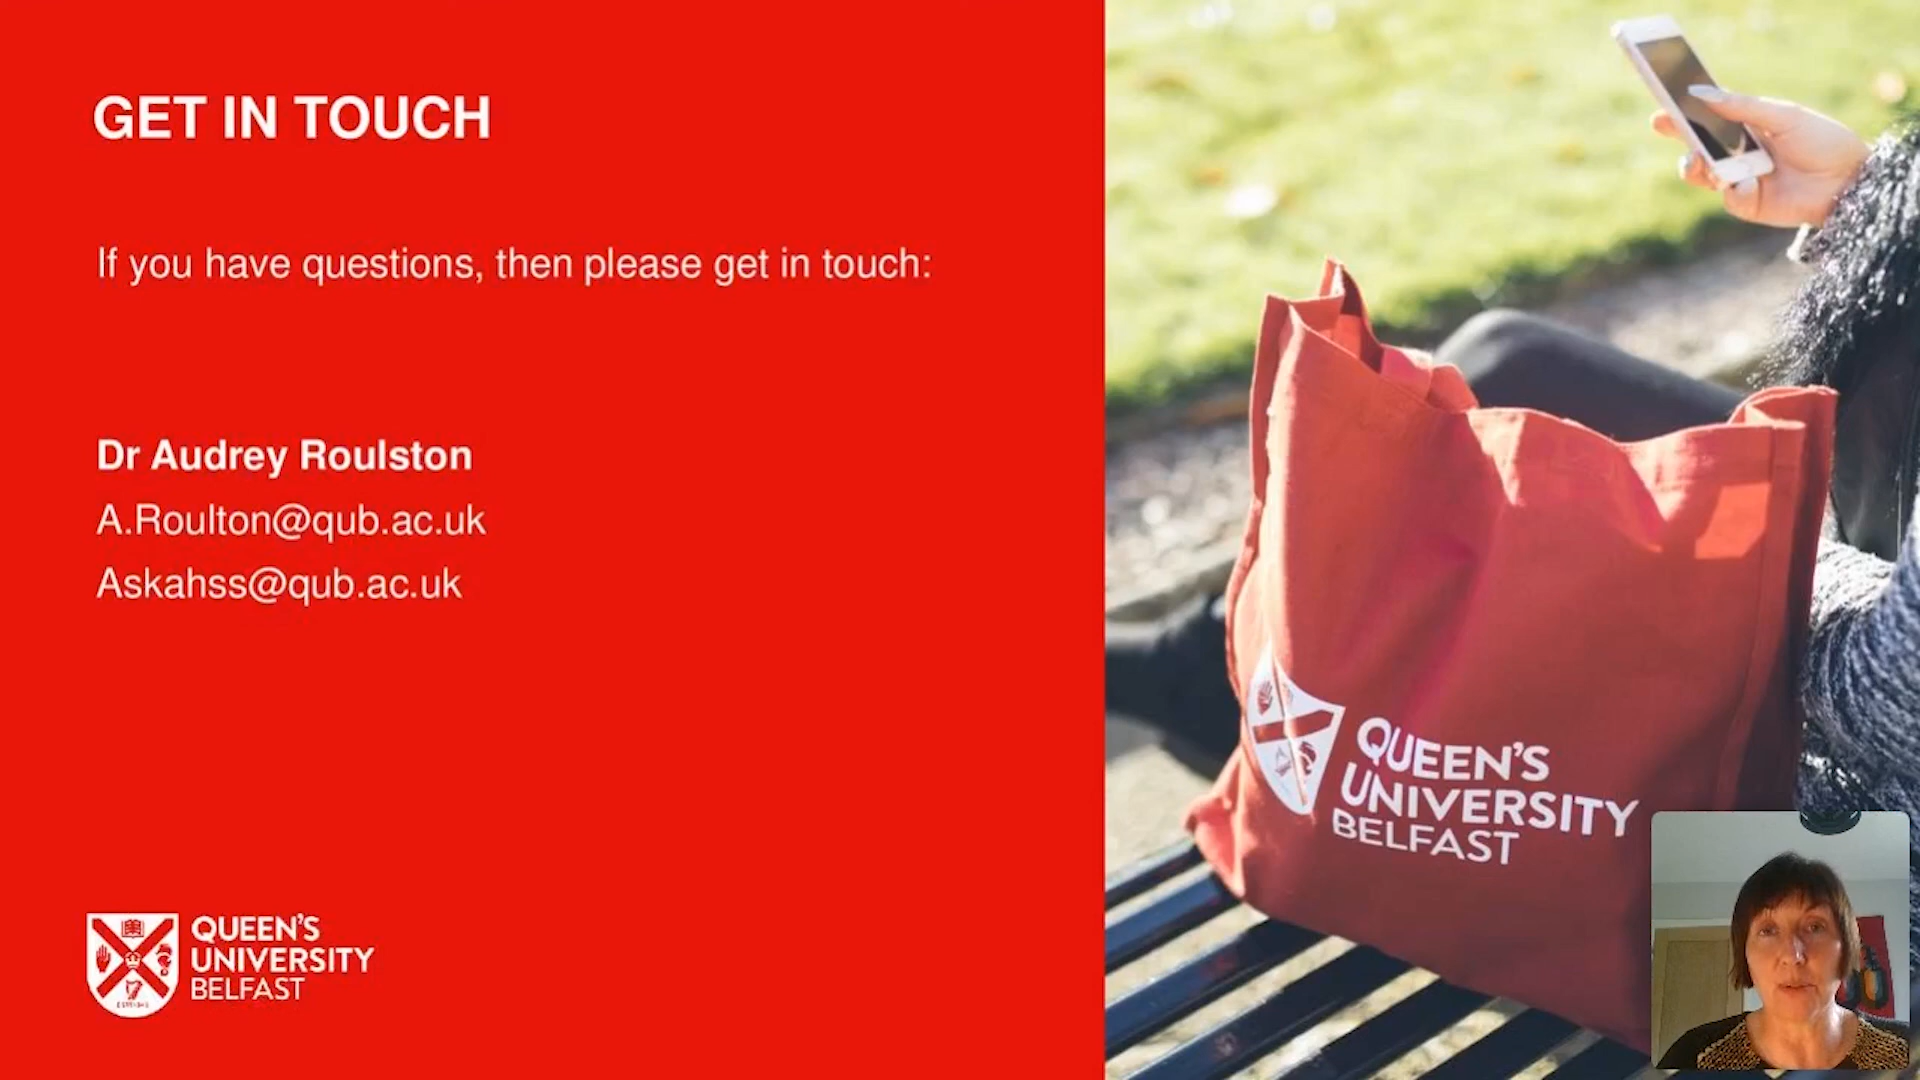 GET IN TOUCH
If you have questions, then please get in touch:
Dr Audrey Roulston
A.Roulton@qub.ac.uk
Askahss@qub.ac.uk
QUEEN'S
UNIVERSITY
BELFAST
QUEEN'S
UNIVERSITY
BELFAST